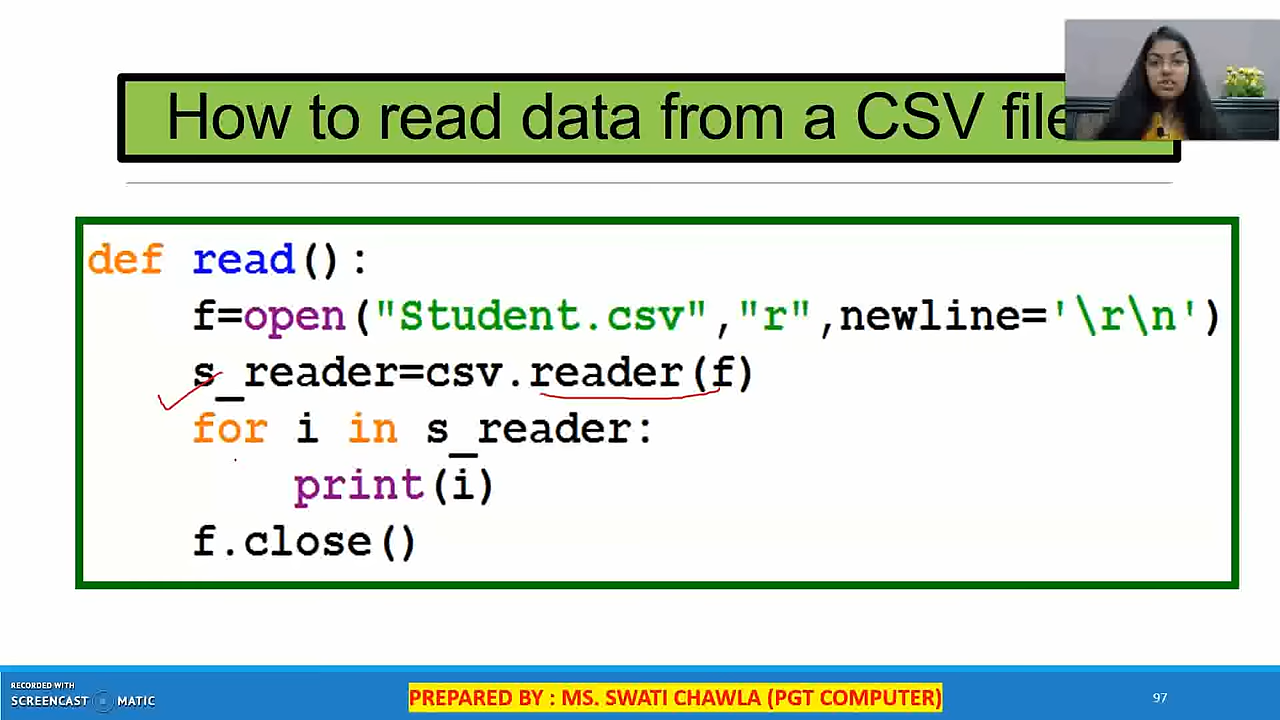 How to read data from a CSV file
def read():
f=open("Student.csv","r",newline='\r\n')
s_reader=csv.reader(f)
for i in s_reader:
print(i)
f.close()
RECORDED WITH
SCREENCAST MATIC
PREPARED BY : MS. SWATI CHAWLA (PGT COMPUTER)
97